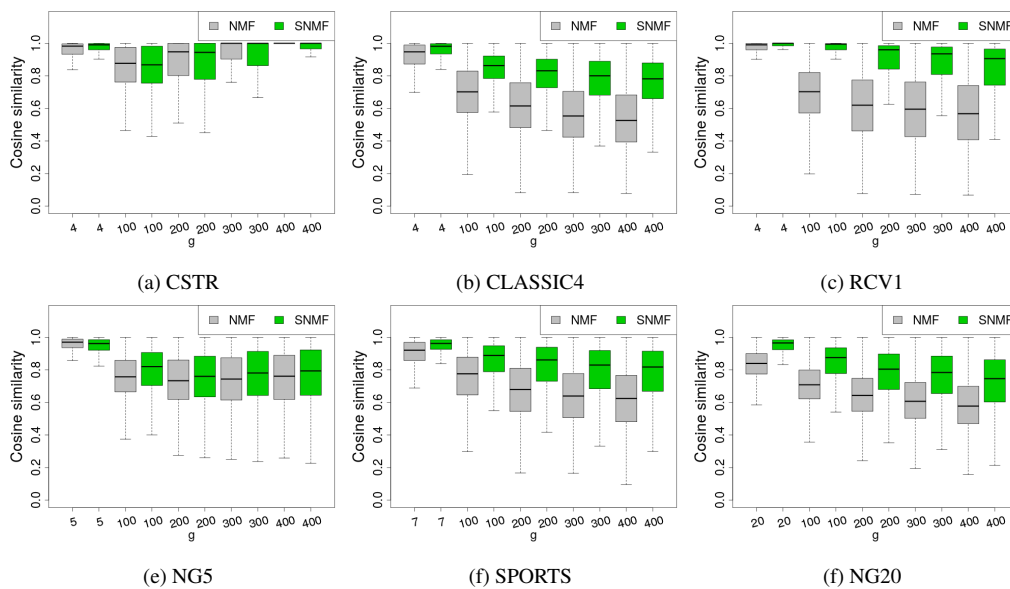 NMF SNMF
Cosine similarity
0.0 0.2 0.4 0.6 0.8 1.0
4 4 100 100 200 200 300 300 400 400
g
(a) CSTR
NMF SNMF
Cosine similarity
0.0 0.2 0.4 0.6 0.8 1.0
4 4 100 100 200 200 300 300 400 400
g
(b) CLASSIC4
NMF SNMF
Cosine similarity
0.0 0.2 0.4 0.6 0.8 1.0
4 4 100 100 200 200 300 300 400 400
g
(c) RCV1
NMF SNMF
Cosine similarity
0.0 0.2 0.4 0.6 0.8 1.0
5 5 100 100 200 200 300 300 400 400
g
(e) NG5
NMF SNMF
Cosine similarity
0.0 0.2 0.4 0.6 0.8 1.0
7 7 100 100 200 200 300 300 400 400
g
(f) SPORTS
NMF SNMF
Cosine similarity
0.0 0.2 0.4 0.6 0.8 1.0
20 20 100 100 200 200 300 300 400 400
g
(f) NG20